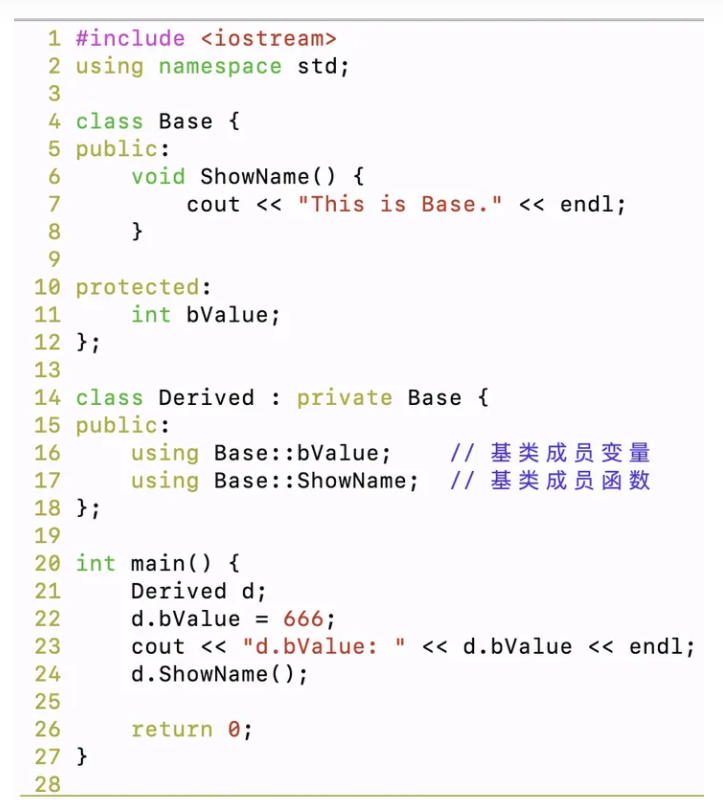 1 #include <iostream>
2 using namespace std;
3
4 class Base {
5 public:
6     void ShowName() {
7         cout << "This is Base." << endl;
8     }
9
10 protected:
11     int bValue;
12 };
13
14 class Derived : private Base {
15 public:
16     using Base::bValue;    // 基类成员变量
17     using Base::ShowName;  // 基类成员函数
18 };
19
20 int main() {
21     Derived d;
22     d.bValue = 666;
23     cout << "d.bValue: " << d.bValue << endl;
24     d.ShowName();
25
26     return 0;
27 }
28